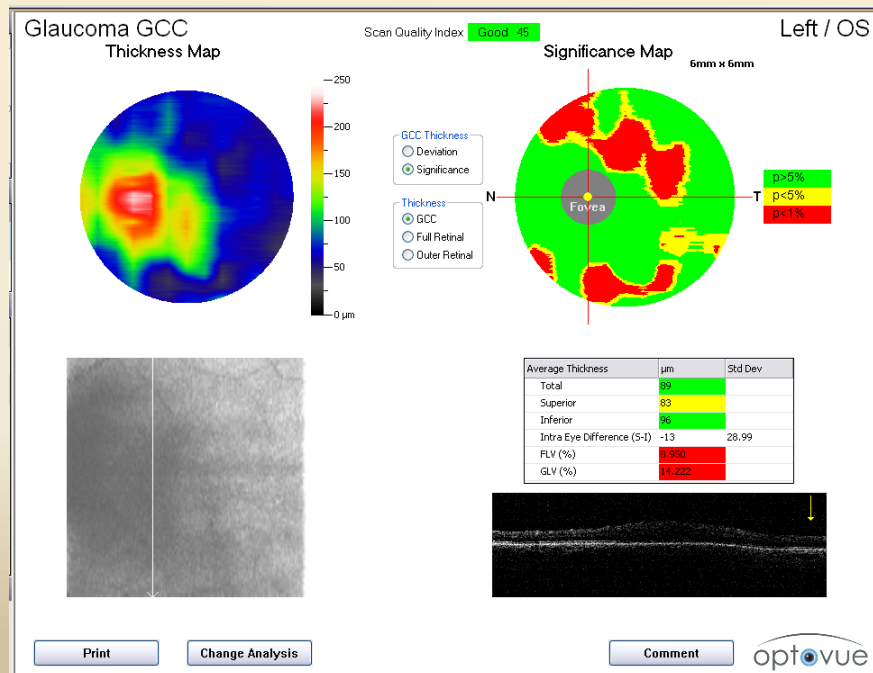 Glaucoma GCC
Scan Quality Index Good 45
Left / OS
Thickness Map
Significance Map
6mm x 6mm
250
200
150
100
50
0 µm
GCC Thickness
Deviation
Significance
Thickness
GCC
Full Retinal
Outer Retinal
N
T
Fovea
p>5%
p<5%
p<1%
Average Thickness µm Std Dev
Total 89
Superior 83
Inferior 96
Intra Eye Difference (S-I) -13 28.99
FLV (%) 8.950
GLV (%) 14.222
Print
Change Analysis
Comment
optovue